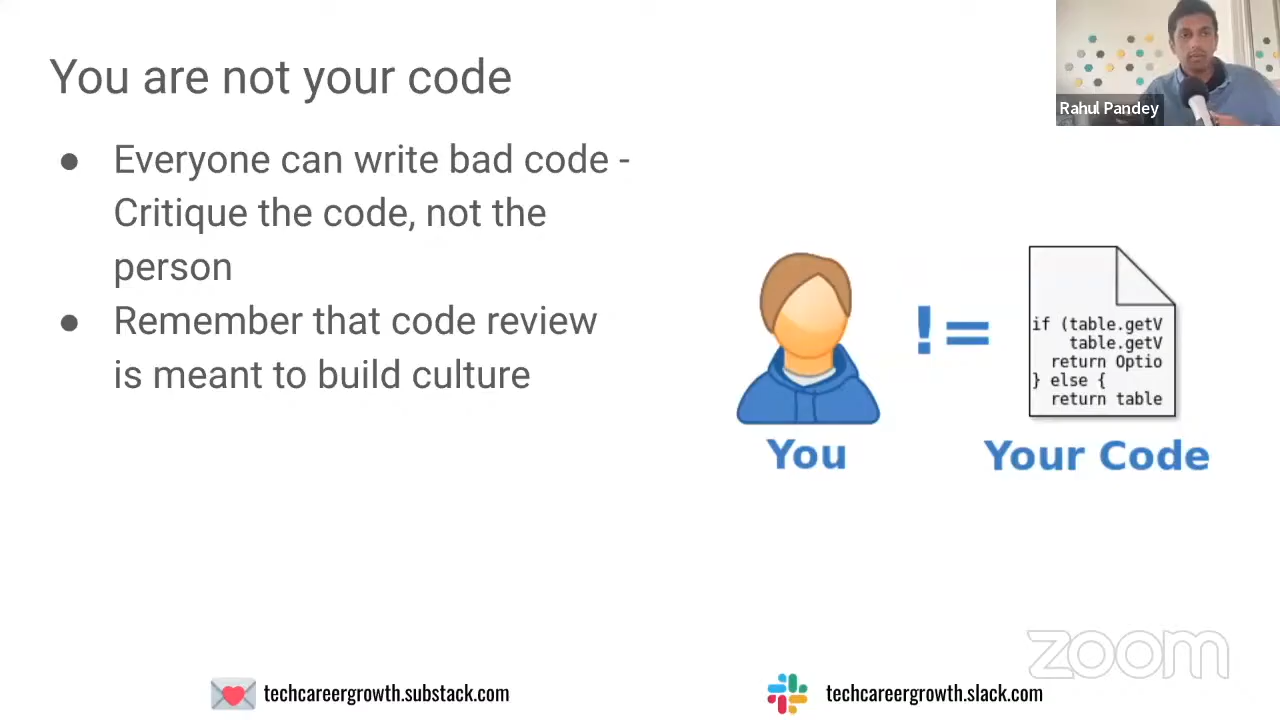 You are not your code
Rahul Pandey
● Everyone can write bad code -
Critique the code, not the
person
● Remember that code review
is meant to build culture
!=
if (table.getV
table.getV
return Optio
} else {
return table
You
Your Code
zoom
techcareergrowth.substack.com
techcareergrowth.slack.com